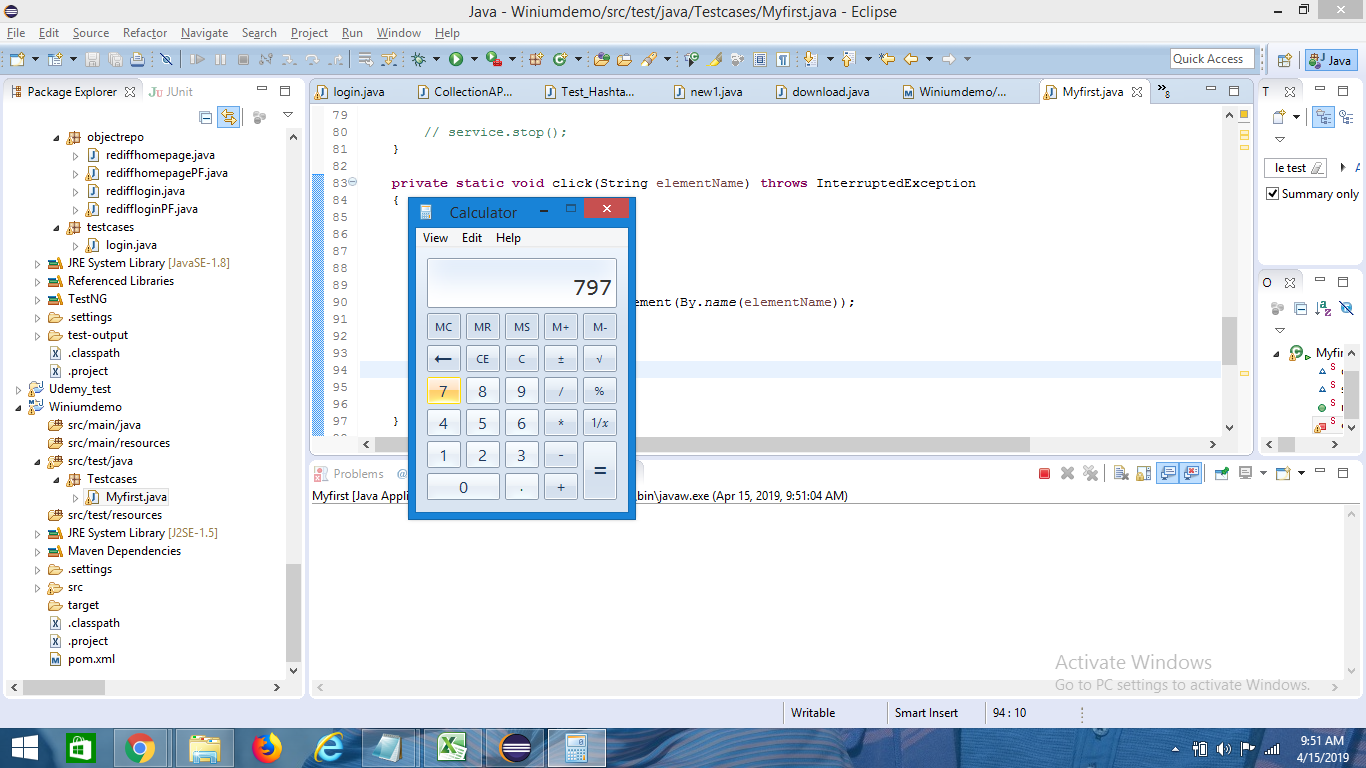 Java - Winiumdemo/src/test/java/Testcases/Myfirst.java - Eclipse
File Edit Source Refactor Navigate Search Project Run Window Help
Quick Access
Java
Package Explorer
JUnit
objectrepo
rediffhomepage.java
rediffhomepagePF.java
redifflogin.java
rediffloginPF.java
testcases
login.java
JRE System Library [JavaSE-1.8]
Referenced Libraries
TestNG
.settings
test-output
.classpath
.project
Udemy_test
Winiumdemo
src/main/java
src/main/resources
src/test/java
Testcases
Myfirst.java
src/test/resources
JRE System Library [J2SE-1.5]
Maven Dependencies
.settings
src
target
.classpath
.project
pom.xml
login.java CollectionAP... Test_Hashta... new1.java download.java Winiumdemo/... Myfirst.java »8
79
80 // service.stop();
81 }
82
83 private static void click(String elementName) throws InterruptedException
84 {
85
86
87
88
89
90 ement(By.name(elementName));
91
92
93
94
95
96
97 }
Calculator
View Edit Help
797
MC MR MS M+ M-
← CE C ± √
7 8 9 / %
4 5 6 * 1/x
1 2 3 - =
0 . +
T
le test
A
Summary only
O
Myfir
S
S
S
Problems @
Myfirst [Java Appli bin\javaw.exe (Apr 15, 2019, 9:51:04 AM)
Activate Windows
Go to PC settings to activate Windows.
Writable Smart Insert 94 : 10
9:51 AM
4/15/2019